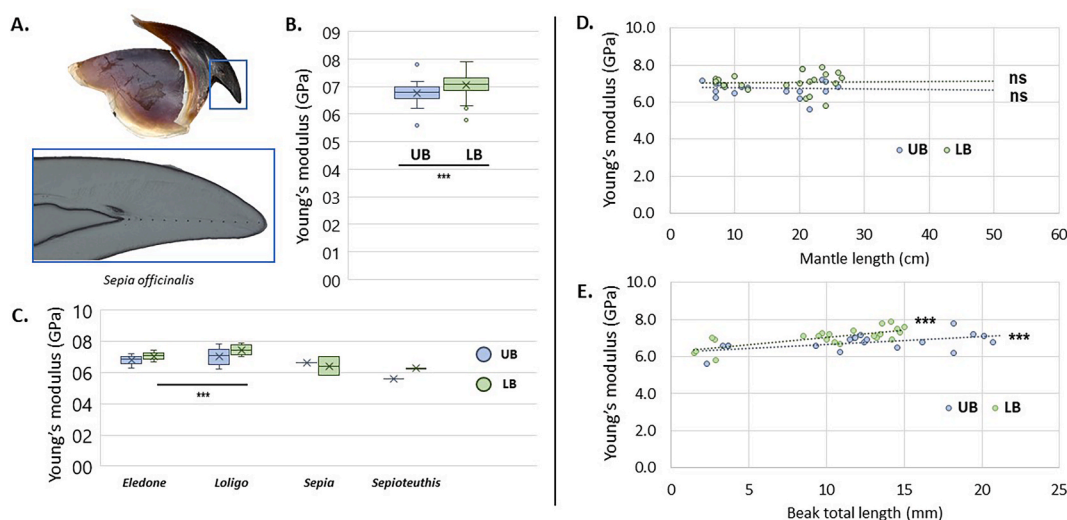 A.
Sepia officinalis
B.
Young's modulus (GPa)
09
08
07
06
05
04
03
02
01
00
UB LB
***
C.
Young's modulus (GPa)
10
08
06
04
02
00
***
UB
LB
Eledone Loligo Sepia Sepioteuthis
D.
Young's modulus (GPa)
10.0
8.0
6.0
4.0
2.0
0.0
ns
ns
UB LB
0 10 20 30 40 50 60
Mantle length (cm)
E.
Young's modulus (GPa)
10.0
8.0
6.0
4.0
2.0
0.0
***
***
UB LB
0 5 10 15 20 25
Beak total length (mm)